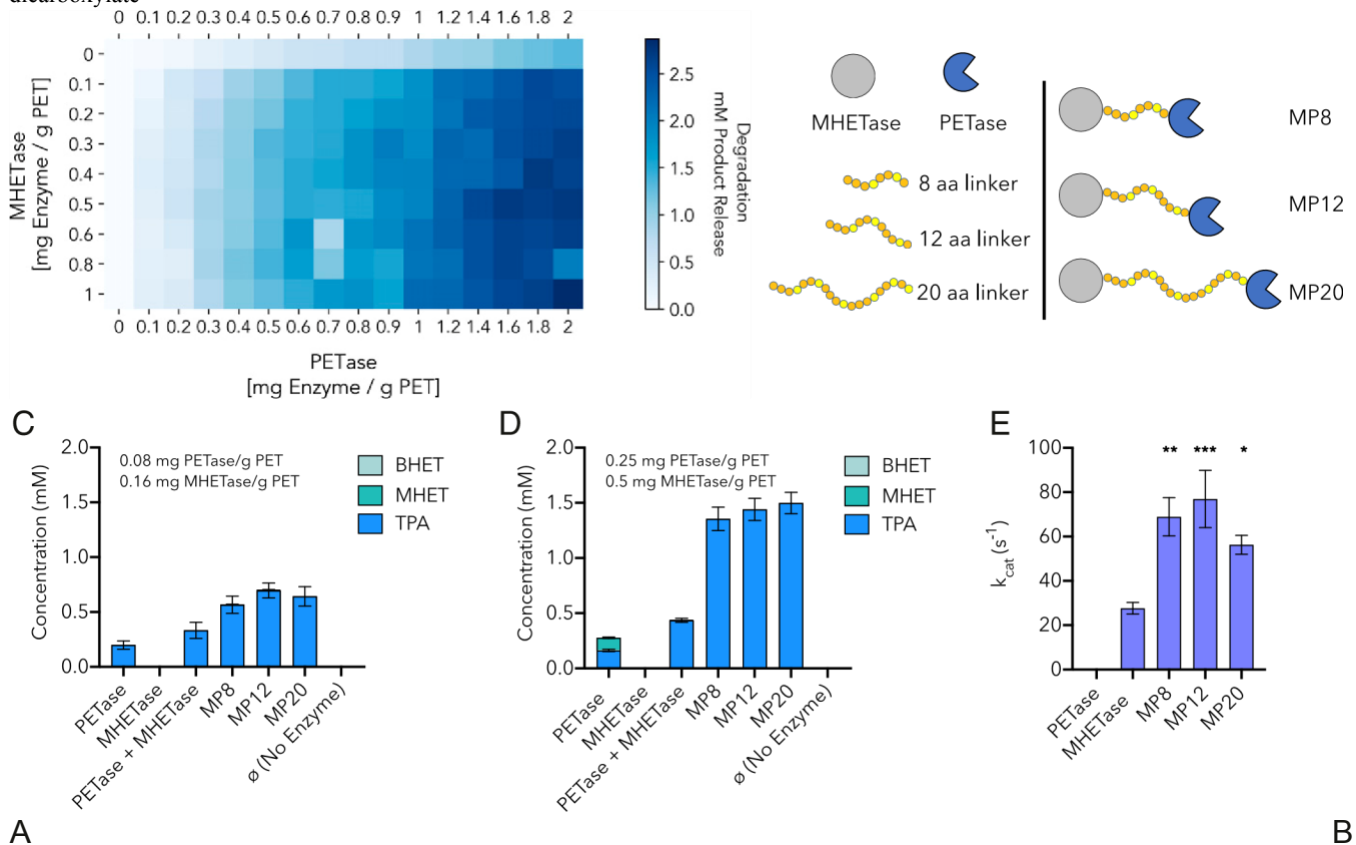 dicarboxylate
0 0.1 0.2 0.3 0.4 0.5 0.6 0.7 0.8 0.9 1 1.2 1.4 1.6 1.8 2
MHETase
[mg Enzyme / g PET]
0
0.1
0.2
0.3
0.4
0.5
0.6
0.8
1
0 0.1 0.2 0.3 0.4 0.5 0.6 0.7 0.8 0.9 1 1.2 1.4 1.6 1.8 2
PETase
[mg Enzyme / g PET]
2.5
2.0
1.5
1.0
0.5
0.0
Degradation
mM Product Release
MHETase
PETase
8 aa linker
12 aa linker
20 aa linker
MP8
MP12
MP20
C
Concentration (mM)
2.0
1.5
1.0
0.5
0.0
0.08 mg PETase/g PET
0.16 mg MHETase/g PET
BHET
MHET
TPA
PETase
MHETase
PETase + MHETase
MP8
MP12
MP20
ø (No Enzyme)
D
Concentration (mM)
2.0
1.5
1.0
0.5
0.0
0.25 mg PETase/g PET
0.5 mg MHETase/g PET
BHET
MHET
TPA
PETase
MHETase
PETase + MHETase
MP8
MP12
MP20
ø (No Enzyme)
E
kcat (s-1)
100
80
60
40
20
0
** *** *
PETase
MHETase
MP8
MP12
MP20
A
B